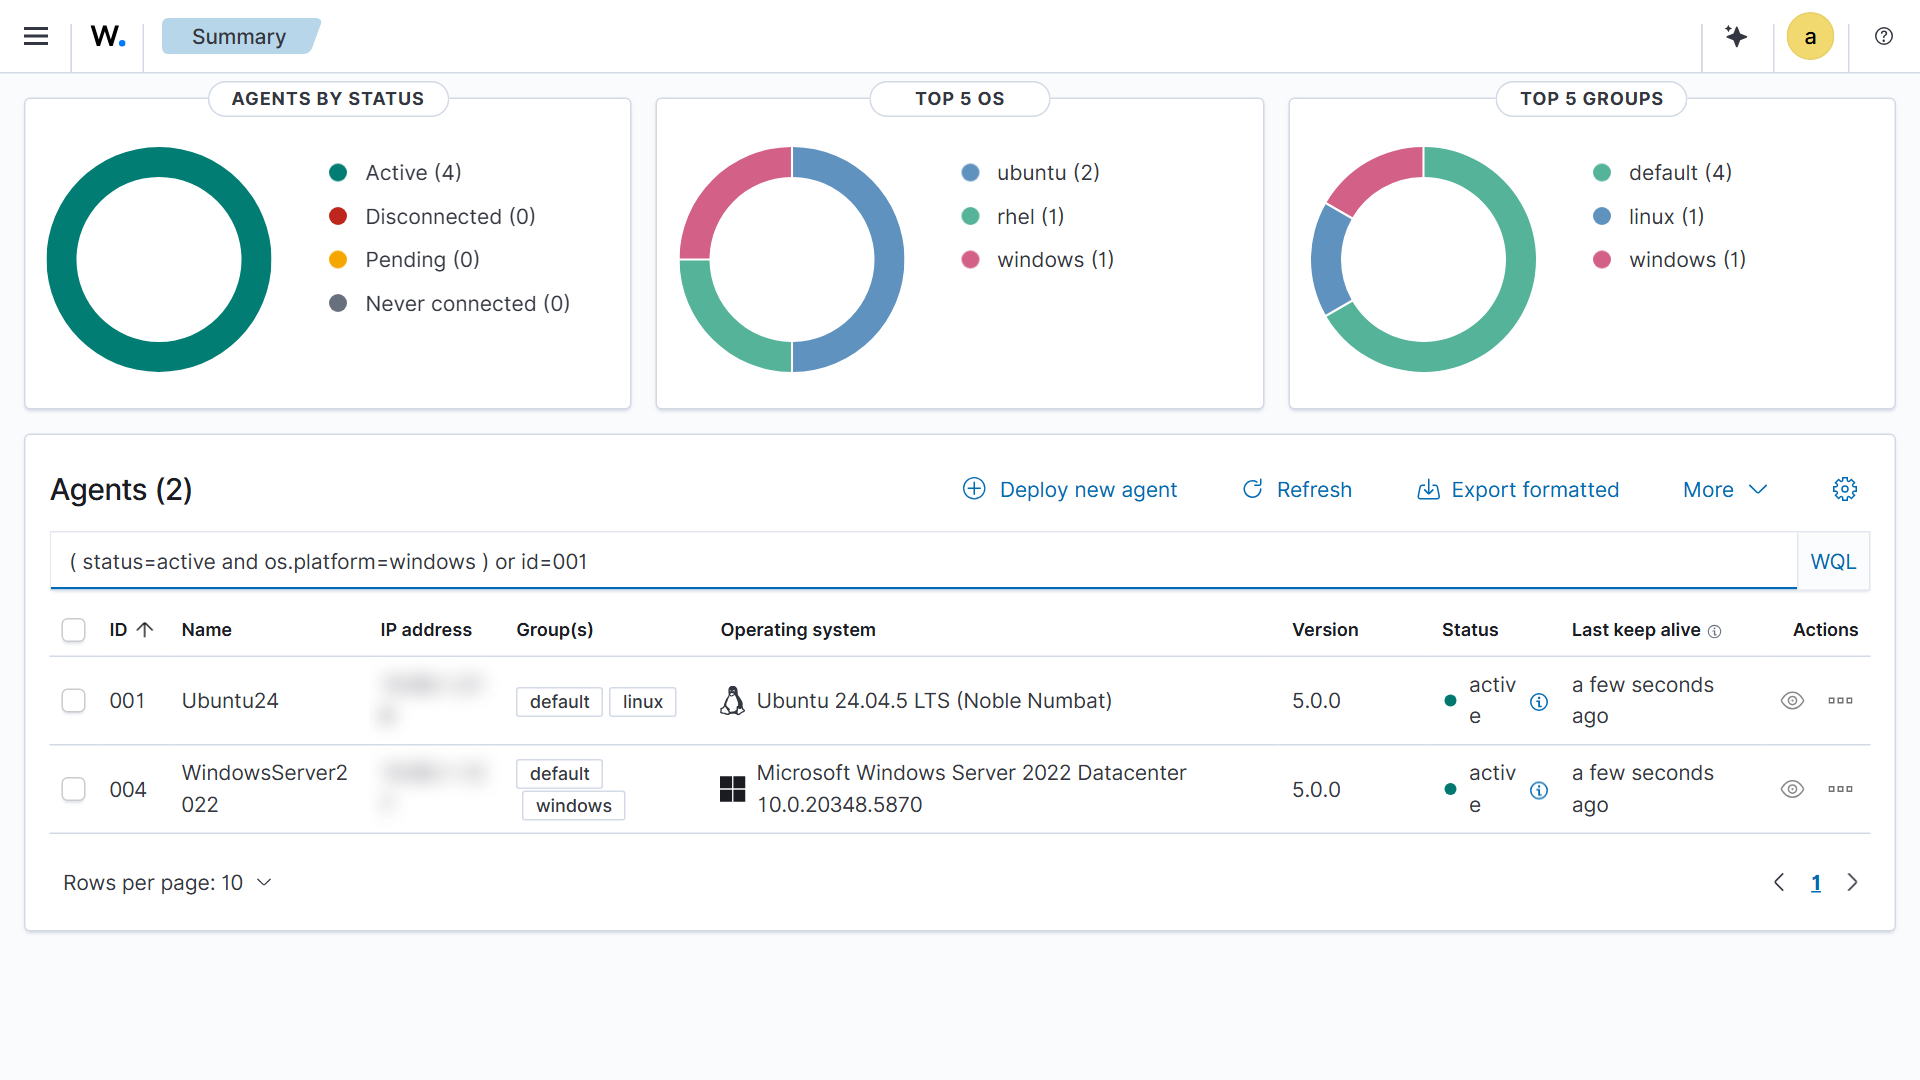 W.
Summary
a
AGENTS BY STATUS
Active (4)
Disconnected (0)
Pending (0)
Never connected (0)
TOP 5 OS
ubuntu (2)
rhel (1)
windows (1)
TOP 5 GROUPS
default (4)
linux (1)
windows (1)
Agents (2)
Deploy new agent
Refresh
Export formatted
More
( status=active and os.platform=windows ) or id=001
WQL
ID Name IP address Group(s) Operating system Version Status Last keep alive Actions
001 Ubuntu24 default linux Ubuntu 24.04.5 LTS (Noble Numbat) 5.0.0 activ a few seconds
e ago
004 WindowsServer2 default Microsoft Windows Server 2022 Datacenter 5.0.0 activ a few seconds
022 windows 10.0.20348.5870 e ago
Rows per page: 10
1